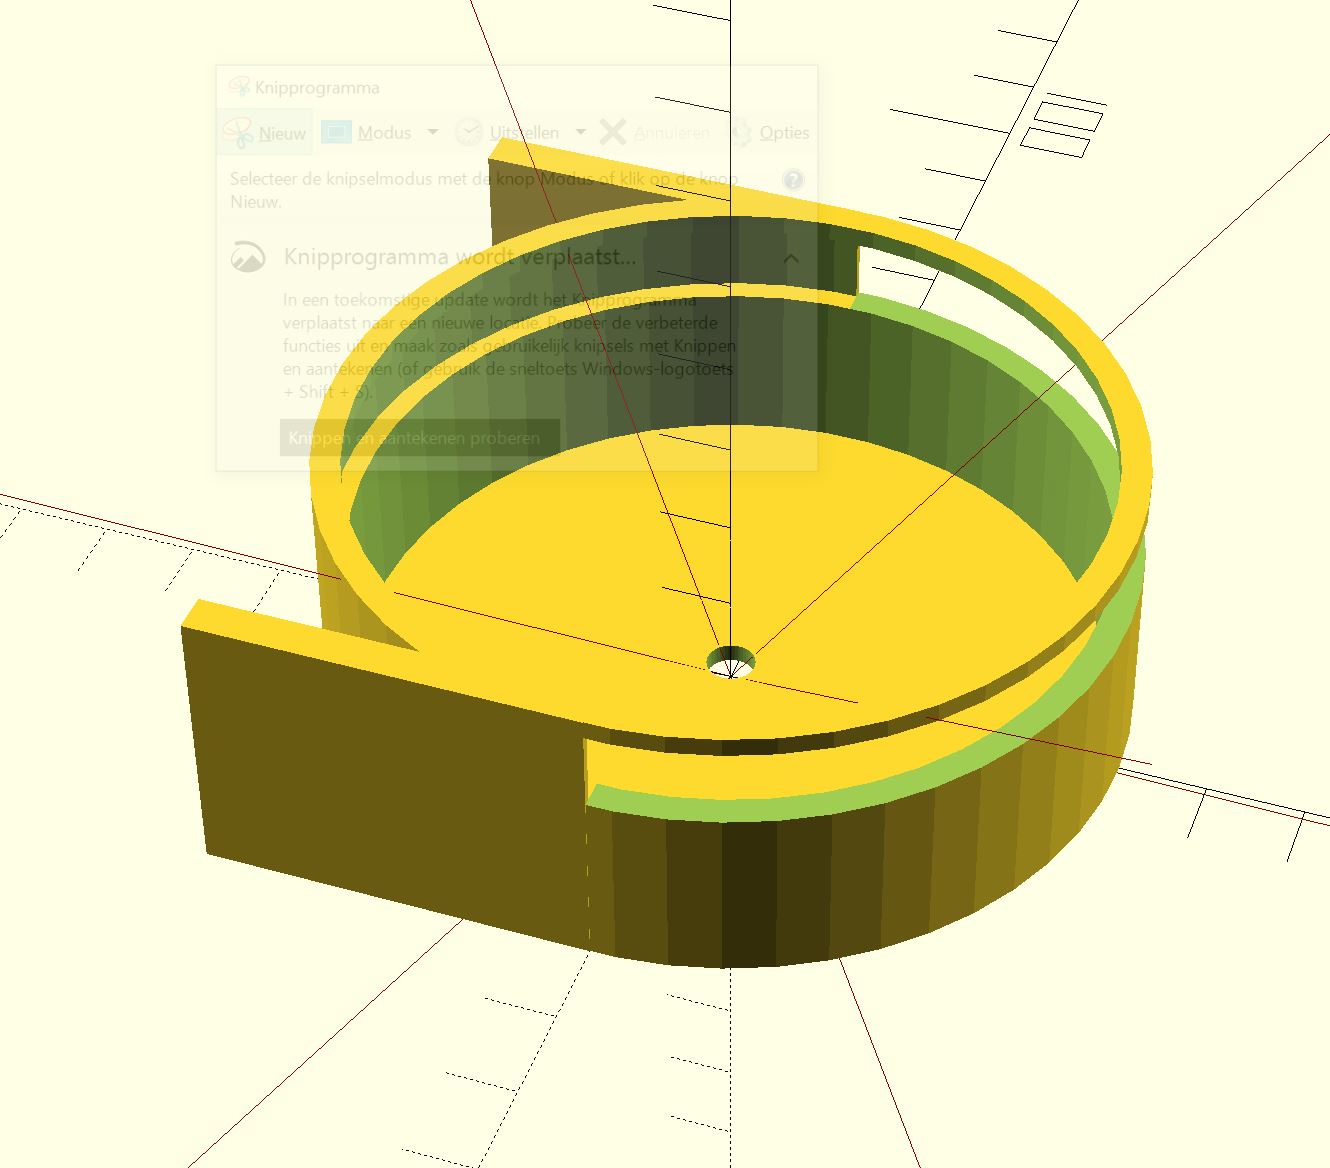 Knipprogramma
Nieuw Modus Uitstellen Annuleren Opties
Selecteer de knipselmodus met de knop Modus of klik op de knop
Nieuw.
Knipprogramma wordt verplaatst...
In een toekomstige update wordt het Knipprogramma
verplaatst naar een nieuwe locatie. Probeer de verbeterde
functies uit en maak zoals gebruikelijk knipsels met Knippen
en aantekenen (of gebruik de sneltoets Windows-logotoets
+ Shift + S).
Knippen en aantekenen proberen